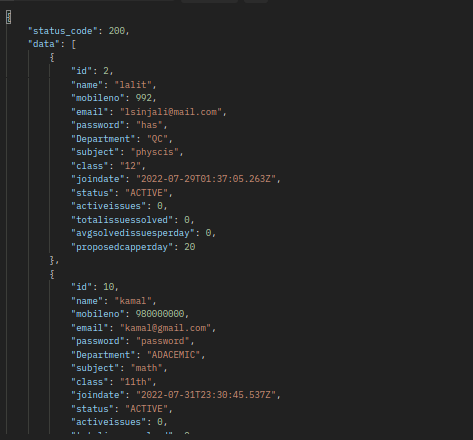 {
"status_code": 200,
"data": [
{
"id": 2,
"name": "lalit",
"mobileno": 992,
"email": "lsinjali@mail.com",
"password": "has",
"Department": "QC",
"subject": "physcis",
"class": "12",
"joindate": "2022-07-29T01:37:05.263Z",
"status": "ACTIVE",
"activeissues": 0,
"totalissuessolved": 0,
"avgsolvedissuesperday": 0,
"proposedcapperday": 20
},
{
"id": 10,
"name": "kamal",
"mobileno": 980000000,
"email": "kamal@gmail.com",
"password": "password",
"Department": "ADACEMIC",
"subject": "math",
"class": "11th",
"joindate": "2022-07-31T23:30:45.537Z",
"status": "ACTIVE",
"activeissues": 0,